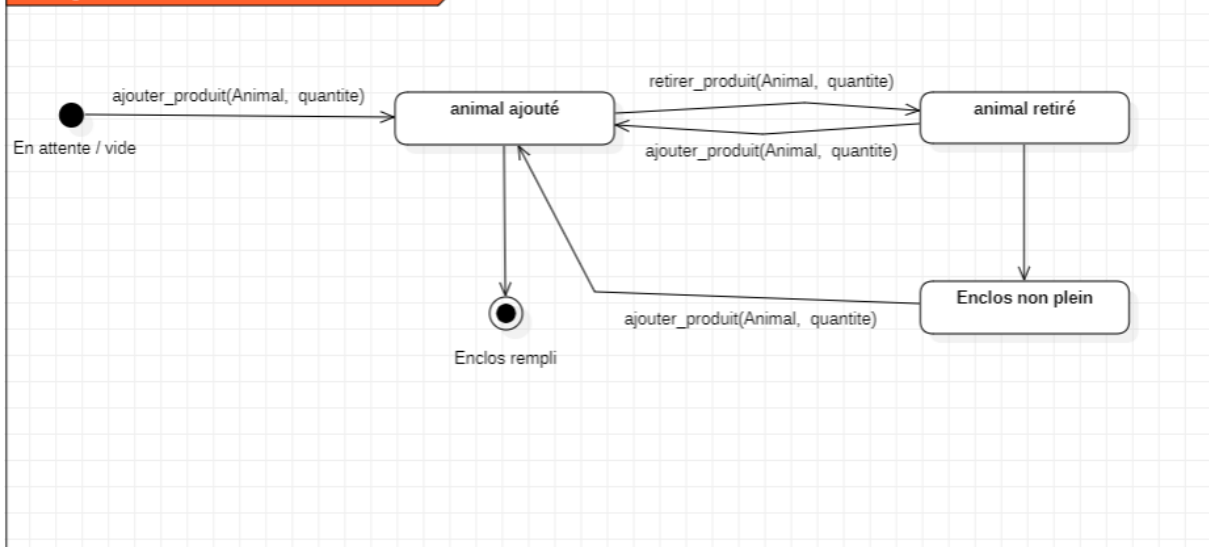 retirer_produit(Animal, quantite)
ajouter_produit(Animal, quantite)
animal ajouté
animal retiré
En attente / vide
ajouter_produit(Animal, quantite)
Enclos non plein
ajouter_produit(Animal, quantite)
Enclos rempli